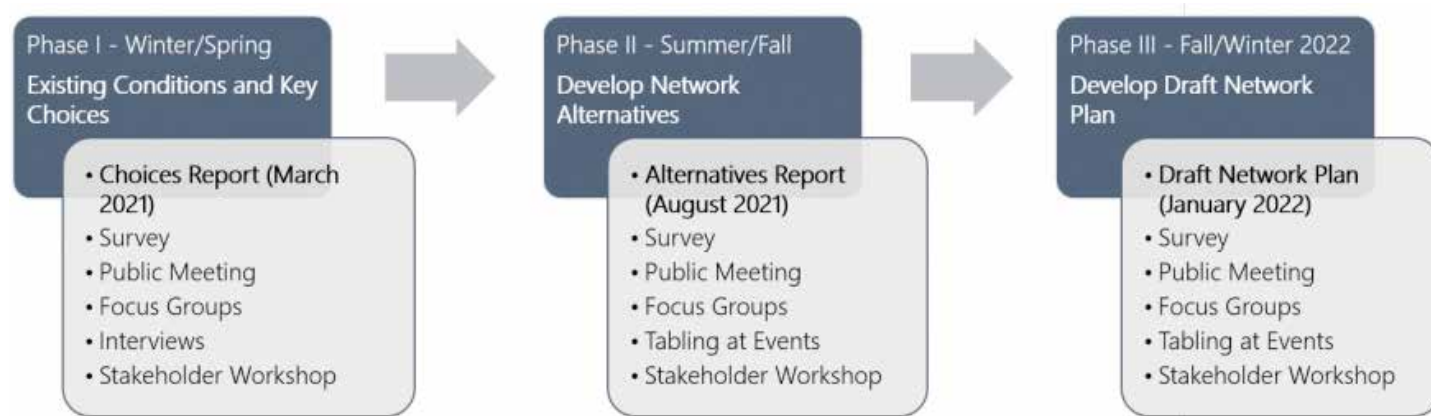 Phase I - Winter/Spring
Existing Conditions and Key
Choices
• Choices Report (March
2021)
• Survey
• Public Meeting
• Focus Groups
• Interviews
• Stakeholder Workshop
Phase II - Summer/Fall
Develop Network
Alternatives
• Alternatives Report
(August 2021)
• Survey
• Public Meeting
• Focus Groups
• Tabling at Events
• Stakeholder Workshop
Phase III - Fall/Winter 2022
Develop Draft Network
Plan
• Draft Network Plan
(January 2022)
• Survey
• Public Meeting
• Focus Groups
• Tabling at Events
• Stakeholder Workshop